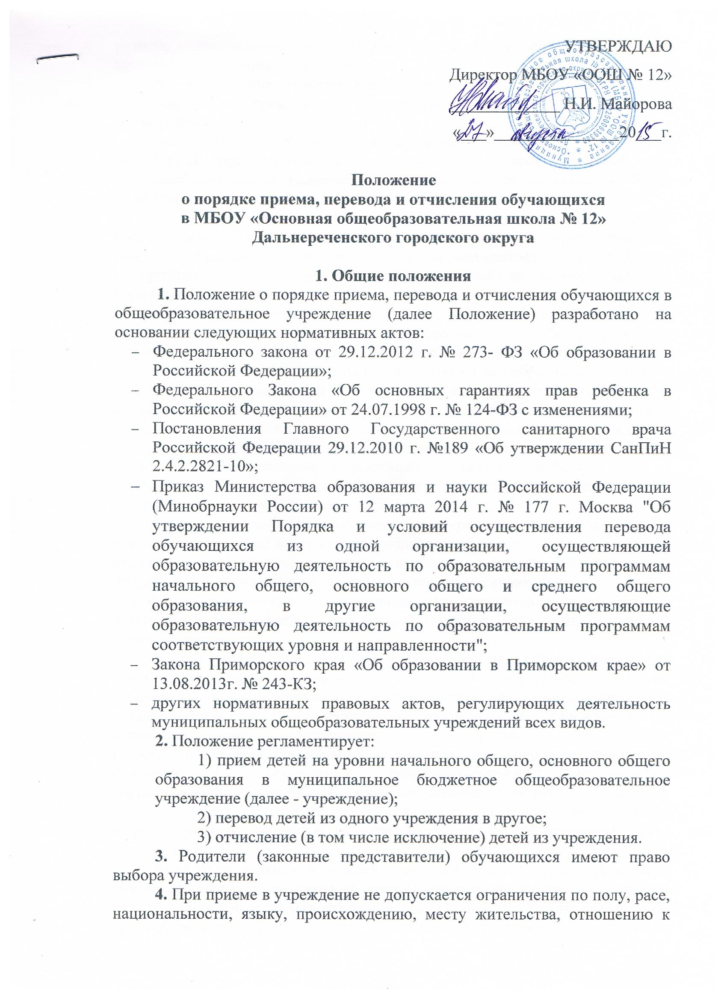 УТВЕРЖДАЮ
Директор МБОУ «ООШ № 12»
Н.И. Майорова
«27» августа 2015 г.
Положение
о порядке приема, перевода и отчисления обучающихся
в МБОУ «Основная общеобразовательная школа № 12»
Дальнереченского городского округа
1. Общие положения
1. Положение о порядке приема, перевода и отчисления обучающихся в
общеобразовательное учреждение (далее Положение) разработано на
основании следующих нормативных актов:
– Федерального закона от 29.12.2012 г. № 273- ФЗ «Об образовании в
Российской Федерации»;
– Федерального Закона «Об основных гарантиях прав ребенка в
Российской Федерации» от 24.07.1998 г. № 124-ФЗ с изменениями;
– Постановления Главного Государственного санитарного врача
Российской Федерации 29.12.2010 г. №189 «Об утверждении СанПиН
2.4.2.2821-10»;
– Приказ Министерства образования и науки Российской Федерации
(Минобрнауки России) от 12 марта 2014 г. № 177 г. Москва "Об
утверждении Порядка и условий осуществления перевода
обучающихся из одной организации, осуществляющей
образовательную деятельность по образовательным программам
начального общего, основного общего и среднего общего
образования, в другие организации, осуществляющие
образовательную деятельность по образовательным программам
соответствующих уровня и направленности";
– Закона Приморского края «Об образовании в Приморском крае» от
13.08.2013г. № 243-КЗ;
– других нормативных правовых актов, регулирующих деятельность
муниципальных общеобразовательных учреждений всех видов.
2. Положение регламентирует:
1) прием детей на уровни начального общего, основного общего
образования в муниципальное бюджетное общеобразовательное
учреждение (далее - учреждение);
2) перевод детей из одного учреждения в другое;
3) отчисление (в том числе исключение) детей из учреждения.
3. Родители (законные представители) обучающихся имеют право
выбора учреждения.
4. При приеме в учреждение не допускается ограничения по полу, расе,
национальности, языку, происхождению, месту жительства, отношению к